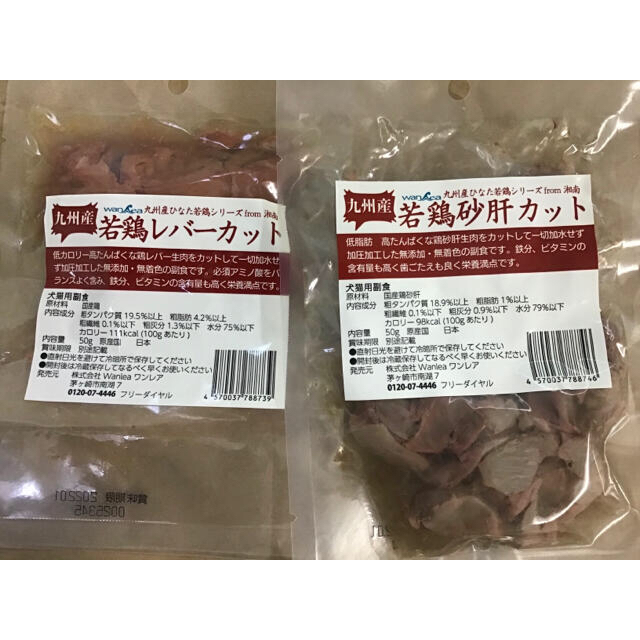 九州産
wanLea 九州産ひなた若鶏シリーズ from 湘南
若鶏レバーカット
低カロリー高たんぱくな鶏レバー生肉をカットして一切加水せず
加圧加工した無添加・無着色の副食です。必須アミノ酸をバ
ランスよく含み、鉄分、ビタミンの含有量も高く栄養満点です。
犬猫用副食
原材料 国産鶏
内容成分 粗タンパク質 19.5%以上 粗脂肪 4.2%以上
粗繊維 0.1%以下 粗灰分 1.3%以下 水分 75%以下
カロリー 111kcal (100g あたり)
内容量 50g 原産国 日本
賞味期限 別途記載
●直射日光を避けて冷暗所で保存してください
●開封後は冷蔵保存してなるべく早くお使いください
発売元 株式会社 Wanlea ワンレア
茅ヶ崎市南湖 7
0120-07-4446 フリーダイヤル
4 570037 788739
賞味期限 202201
0025345
九州産
wanLea 九州産ひなた若鶏シリーズ from 湘南
若鶏砂肝カット
低脂肪 高たんぱくな鶏砂肝生肉をカットして一切加水せず
加圧加工した無添加・無着色の副食です。鉄分、ビタミンの
含有量も高く歯ごたえも良く栄養満点です。
犬猫用副食
原材料 国産鶏砂肝
内容成分 粗タンパク質 18.9%以上 粗脂肪 1%以上
粗繊維 0.1%以下 粗灰分 0.9%以下 水分 79%以下
カロリー 98kcal (100g あたり)
内容量 50g 原産国 日本
賞味期限 別途記載
●直射日光を避けて冷暗所で保存してください
●開封後は冷蔵保存してなるべく早くお使いください
発売元 株式会社 Wanlea ワンレア
茅ヶ崎市南湖 7
0120-07-4446 フリーダイヤル
4 570037 788746